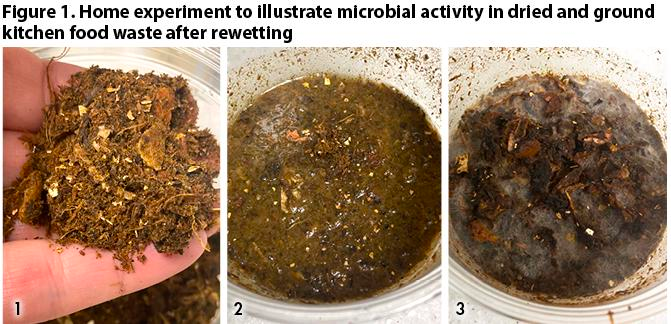 Figure 1. Home experiment to illustrate microbial activity in dried and ground
kitchen food waste after rewetting
1
2
3